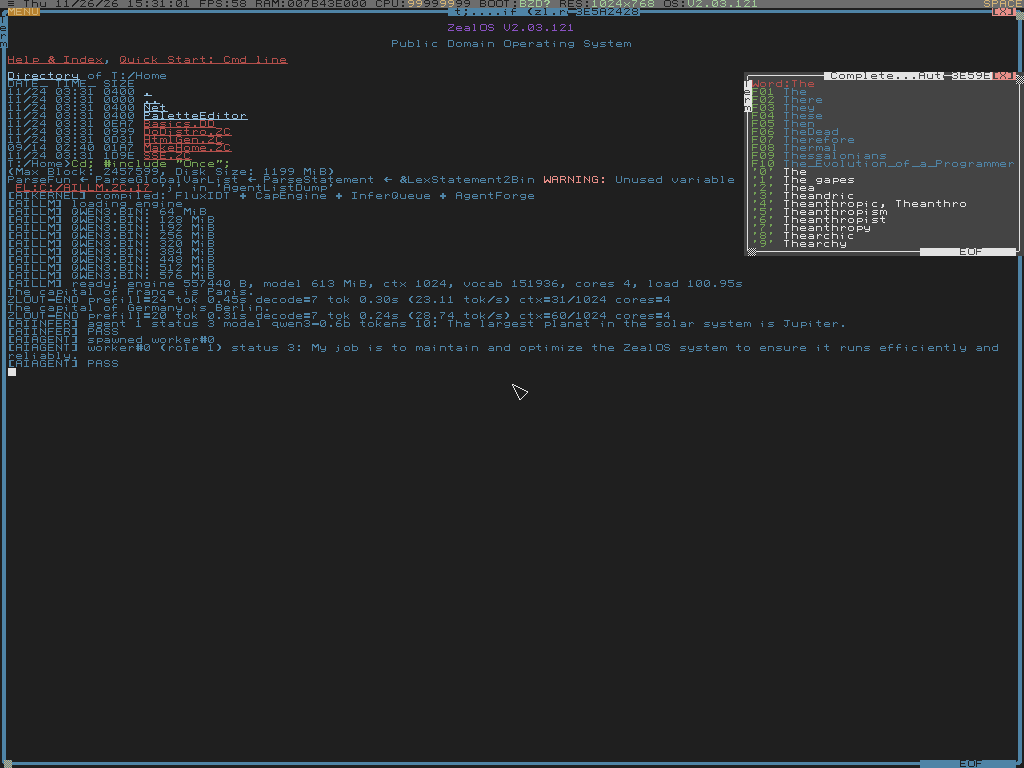 ≡ Thu 11/26/26 15:31:01 FPS:58 RAM:007B43E000 CPU:99999999 BOOT:BZD? RES:1024x768 OS:V2.03.121 SPACE
MENU [X]
Term
ZealOS V2.03.121
Public Domain Operating System
Help & Index, Quick Start: Cmd line
Directory of T:/Home
DATE_ TIME_ SIZE
11/24 03:31 0400 .
11/24 03:31 0000 ..
11/24 03:31 0400 Net
11/24 03:31 0400 PaletteEditor
11/24 03:31 0EA7 Basics.DD
11/24 03:31 0999 DoDistro.ZC
11/24 03:31 0D31 HtmlGen.ZC
09/14 02:40 01A7 MakeHome.ZC
11/24 03:31 1D9E SSE.ZC
T:/Home>Cd; #include "Once";
(Max Block: 2457599, Disk Size: 1199 MiB)
ParseFun ← ParseGlobalVarList ← ParseStatement ← &LexStatement2Bin WARNING: Unused variable
FL:C:/AILLM.ZC,17 'j' in 'AgentListDump'
[AIKERNEL] compiled: FluxIDT + CapEngine + InferQueue + AgentForge
[AILLM] loading engine
[AILLM] QWEN3.BIN: 64 MiB
[AILLM] QWEN3.BIN: 128 MiB
[AILLM] QWEN3.BIN: 192 MiB
[AILLM] QWEN3.BIN: 256 MiB
[AILLM] QWEN3.BIN: 320 MiB
[AILLM] QWEN3.BIN: 384 MiB
[AILLM] QWEN3.BIN: 448 MiB
[AILLM] QWEN3.BIN: 512 MiB
[AILLM] QWEN3.BIN: 576 MiB
[AILLM] ready: engine 557440 B, model 613 MiB, ctx 1024, vocab 151936, cores 4, load 100.95s
The capital of France is Paris.
ZLOUT-END prefill=24 tok 0.45s decode=7 tok 0.30s (23.11 tok/s) ctx=31/1024 cores=4
The capital of Germany is Berlin.
ZLOUT-END prefill=20 tok 0.31s decode=7 tok 0.24s (28.74 tok/s) ctx=60/1024 cores=4
[AIINFER] agent 1 status 3 model qwen3-0.6b tokens 10: The largest planet in the solar system is Jupiter.
[AIINFER] PASS
[AIAGENT] spawned worker#0
[AIAGENT] worker#0 (role 1) status 3: My job is to maintain and optimize the ZealOS system to ensure it runs efficiently and
reliably.
[AIAGENT] PASS
EOF
Complete...Aut 3E59E [X]
Term
Word:The
F01 The
F02 There
F03 They
F04 These
F05 Then
F06 TheDead
F07 Therefore
F08 Thermal
F09 Thessalonians
F10 The_Evolution_of_a_Programmer
'0' The
'1' The gapes
'2' Thea
'3' Theandric
'4' Theanthropic, Theanthro
'5' Theanthropism
'6' Theanthropist
'7' Theanthropy
'8' Thearchic
'9' Thearchy
EOF